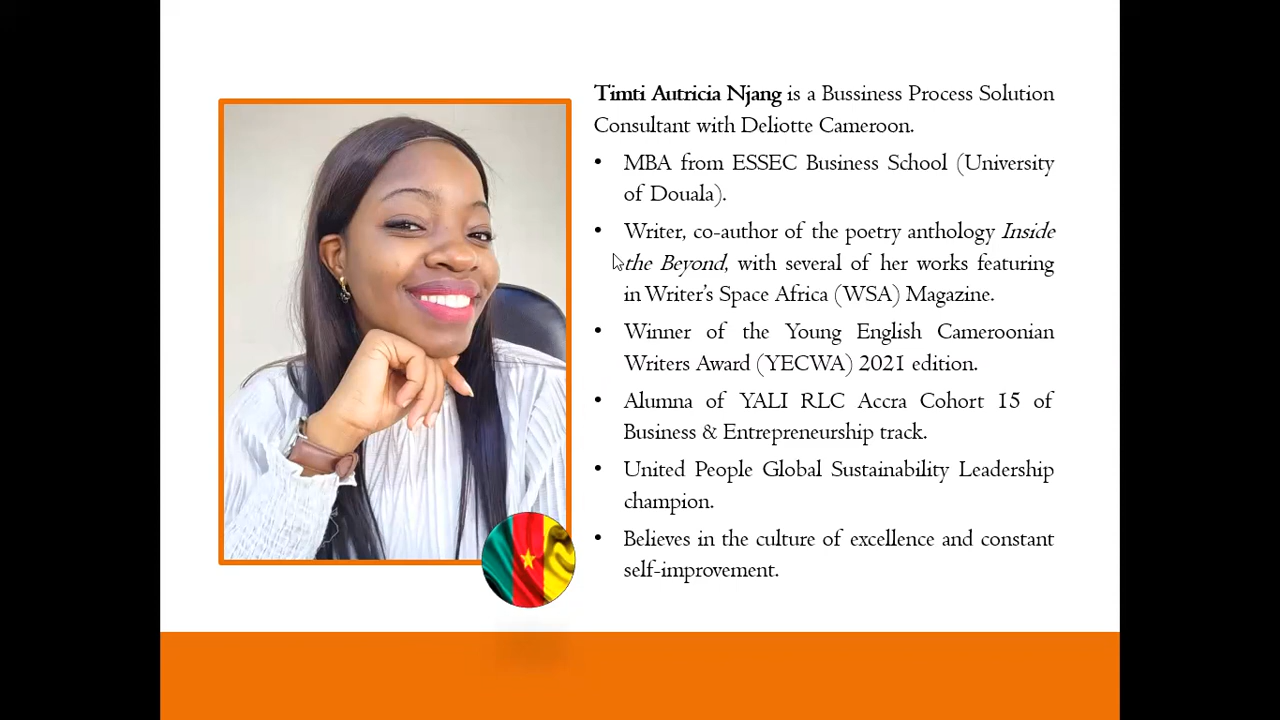 Timti Autricia Njang is a Bussiness Process Solution
Consultant with Deliotte Cameroon.
• MBA from ESSEC Business School (University
of Douala).
• Writer, co-author of the poetry anthology Inside
the Beyond, with several of her works featuring
in Writer's Space Africa (WSA) Magazine.
• Winner of the Young English Cameroonian
Writers Award (YECWA) 2021 edition.
• Alumna of YALI RLC Accra Cohort 15 of
Business & Entrepreneurship track.
• United People Global Sustainability Leadership
champion.
• Believes in the culture of excellence and constant
self-improvement.